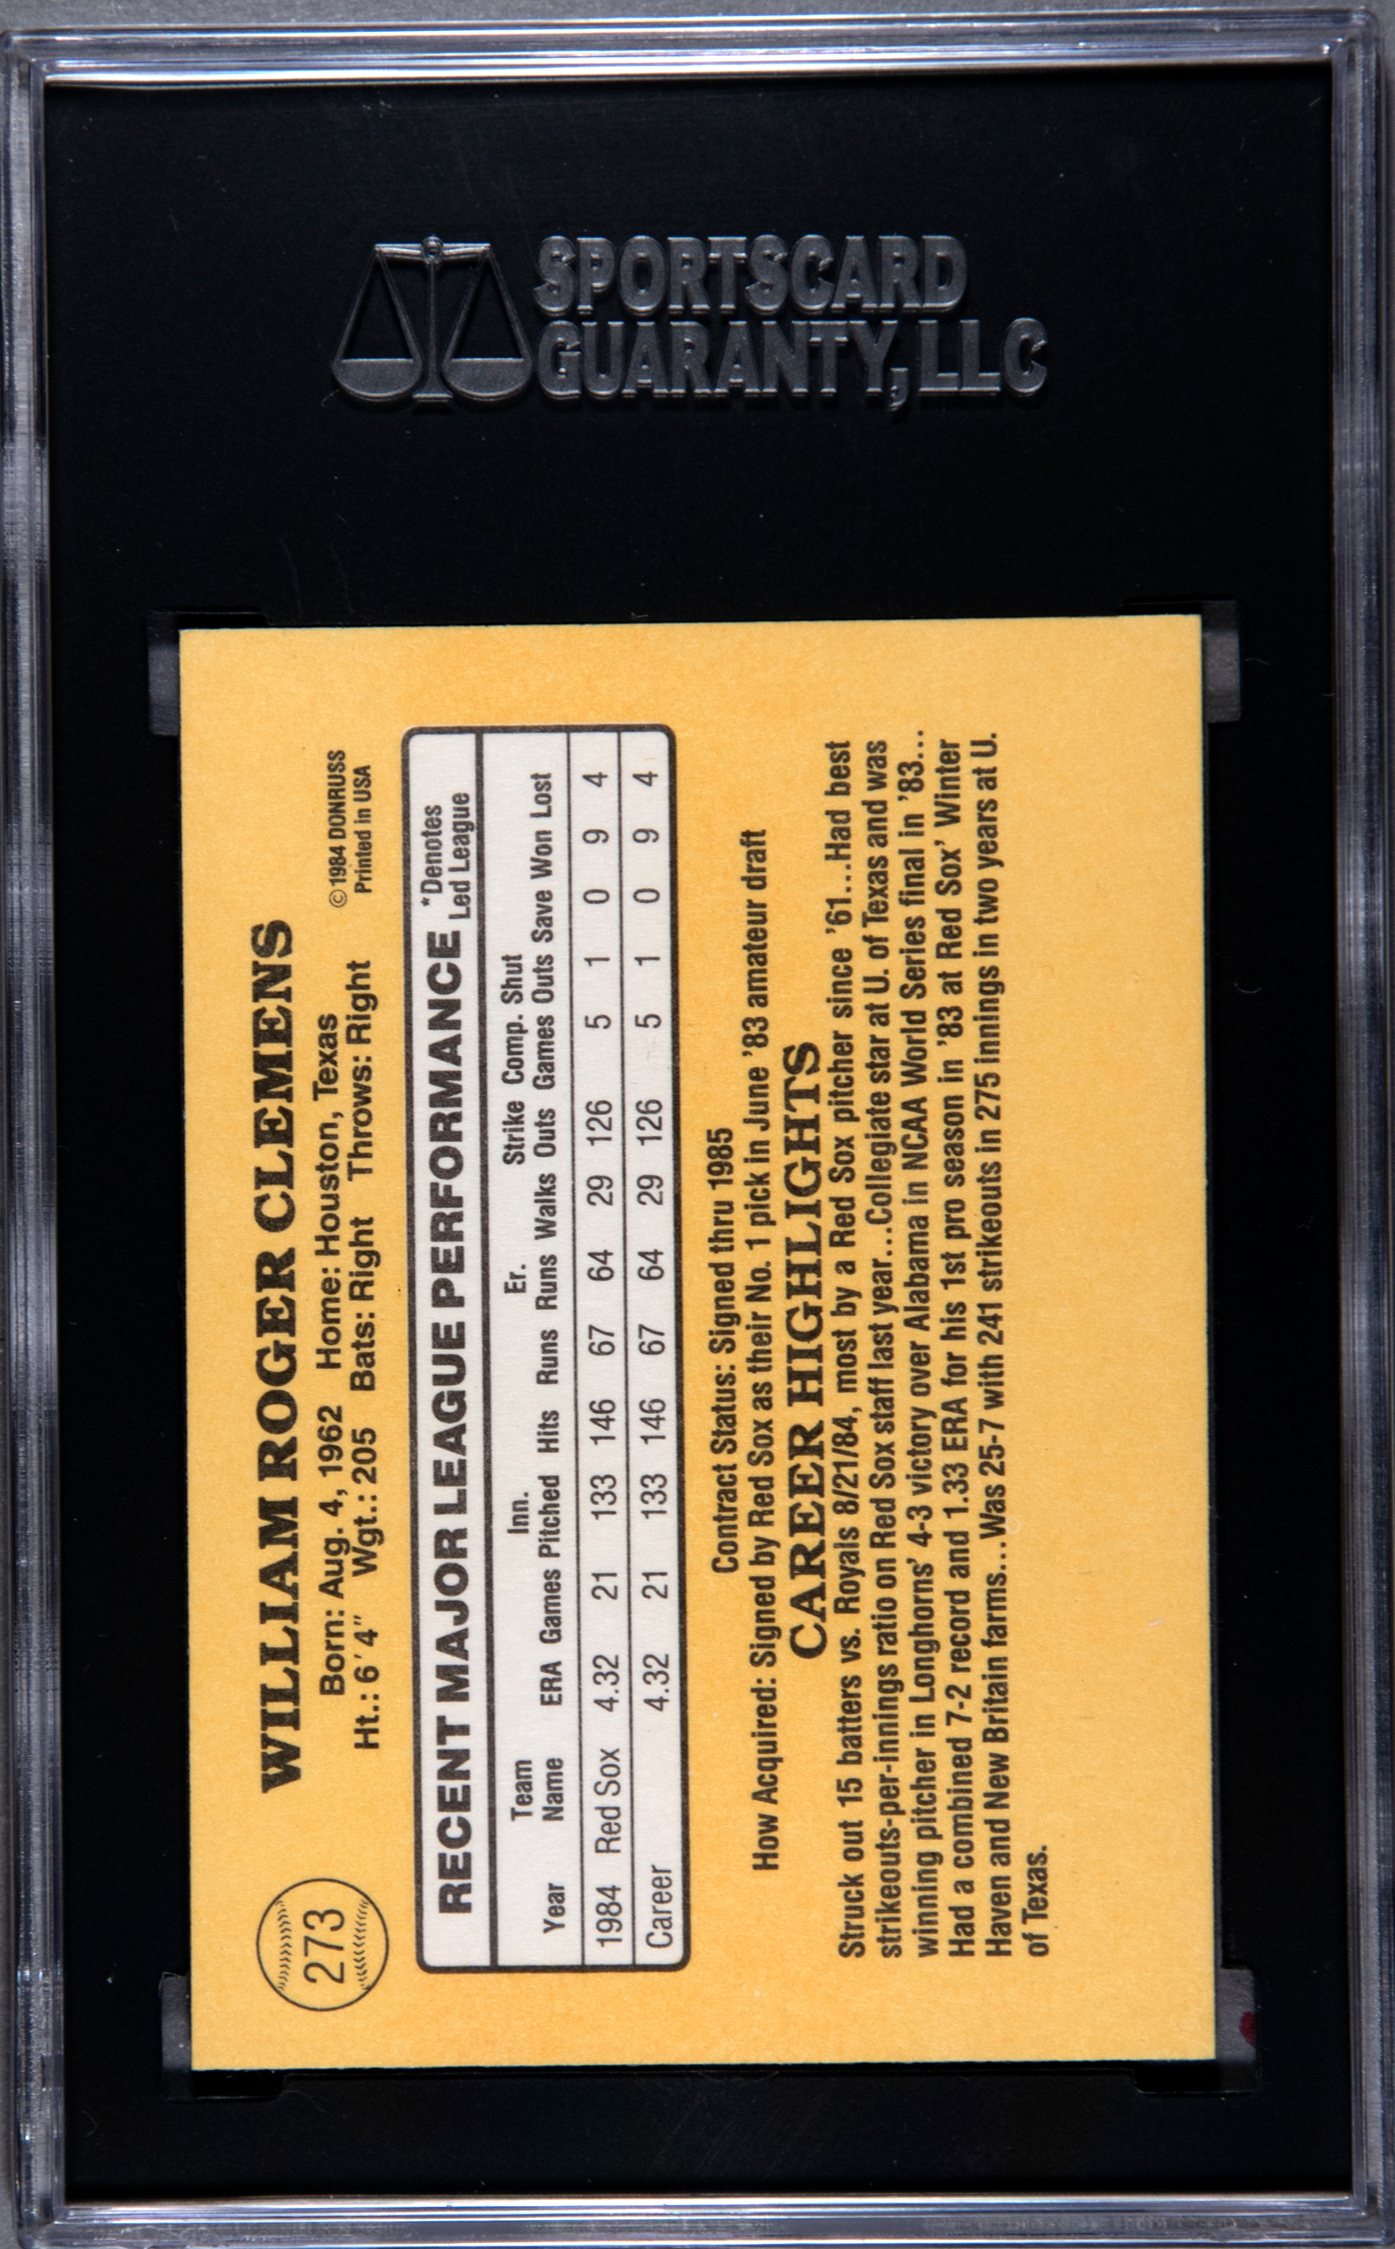 SPORTSCARD
GUARANTY, LLC
273
WILLIAM ROGER CLEMENS
Born: Aug. 4, 1962 Home: Houston, Texas
Ht.: 6'4" Wgt.: 205 Bats: Right Throws: Right
©1984 DONRUSS
Printed in USA
RECENT MAJOR LEAGUE PERFORMANCE
*Denotes
Led League
Team Inn. Er. Strike Comp. Shut
Year Name ERA Games Pitched Hits Runs Runs Walks Outs Games Outs Save Won Lost
1984 Red Sox 4.32 21 133 146 67 64 29 126 5 1 0 9 4
Career 4.32 21 133 146 67 64 29 126 5 1 0 9 4
Contract Status: Signed thru 1985
How Acquired: Signed by Red Sox as their No. 1 pick in June '83 amateur draft
CAREER HIGHLIGHTS
Struck out 15 batters vs. Royals 8/21/84, most by a Red Sox pitcher since '61...Had best
strikeouts-per-innings ratio on Red Sox staff last year...Collegiate star at U. of Texas and was
winning pitcher in Longhorns' 4-3 victory over Alabama in NCAA World Series final in '83...
Had a combined 7-2 record and 1.33 ERA for his 1st pro season in '83 at Red Sox' Winter
Haven and New Britain farms...Was 25-7 with 241 strikeouts in 275 innings in two years at U.
of Texas.